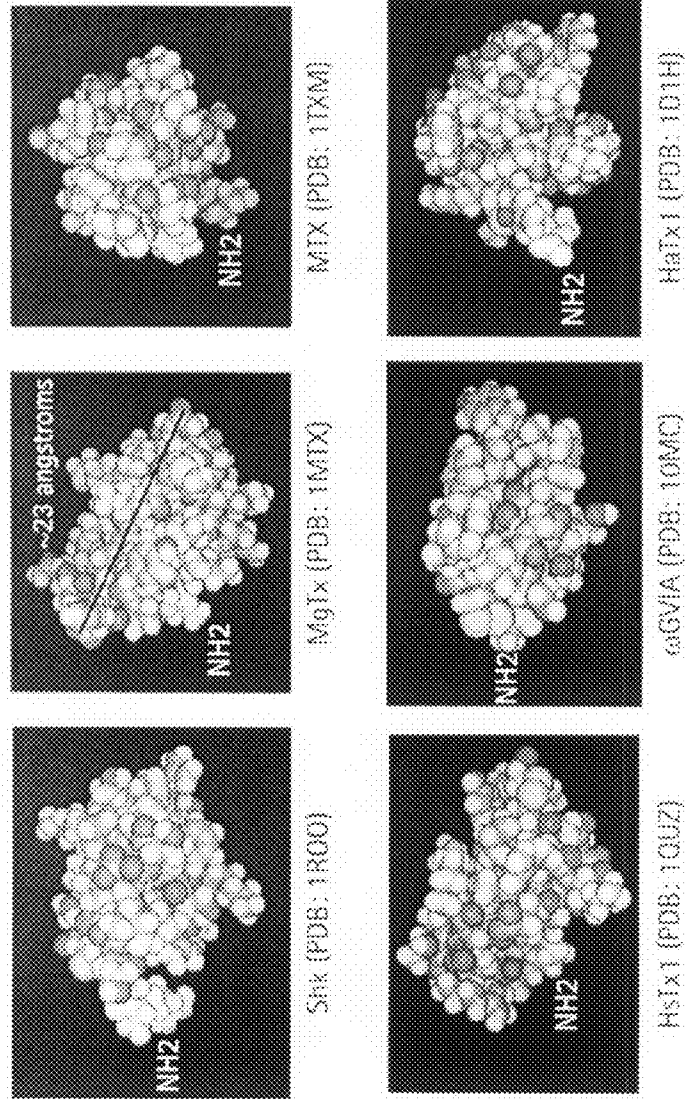 NH2
Shk (PDB: 1ROO)
~23 angstroms
NH2
MgTx (PDB: 1MTX)
NH2
MTX (PDB: 1TXM)
NH2
HsTx1 (PDB: 1QUZ)
NH2
ωGVIA (PDB: 1OMC)
NH2
HaTx1 (PDB: 1D1H)